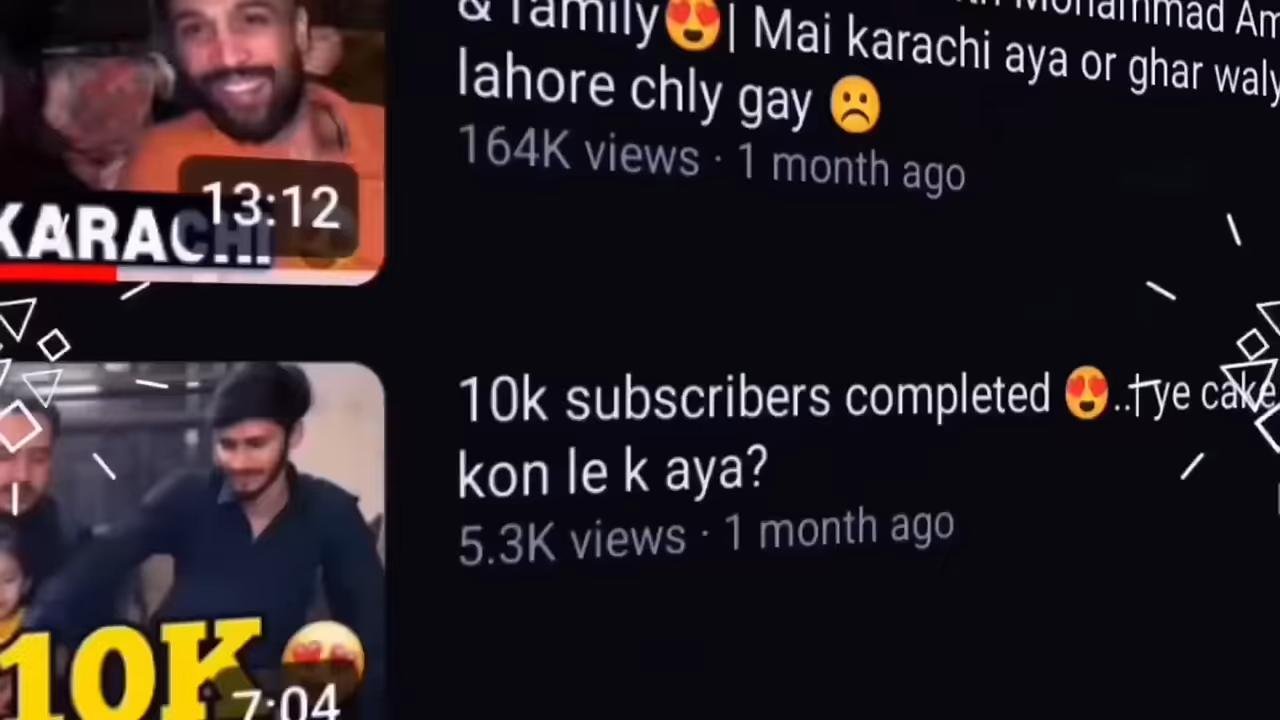 Mohammad Am
& family😍| Mai karachi aya or ghar waly
lahore chly gay ☹️
164K views · 1 month ago
13:12
KARACHI
10k subscribers completed 😍..ye cake
kon le k aya?
5.3K views · 1 month ago
10K
7:04